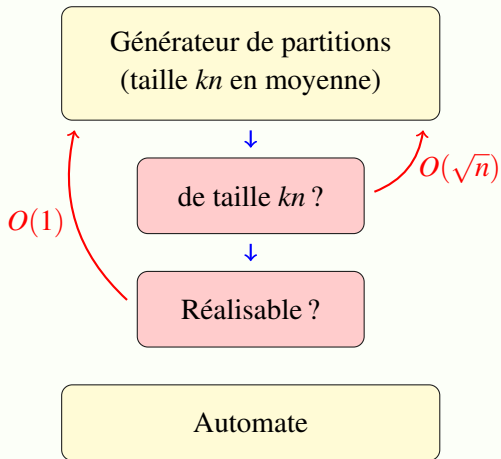 Générateur de partitions
(taille kn en moyenne)
de taille kn ?
O(√n)
O(1)
Réalisable ?
Automate